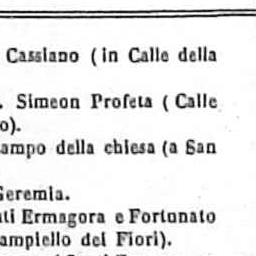 Cassiano (in Calle della
. Simeon Profeta ( Calle
o).
ampo della chiesa (a San
Geremia.
ti Ermagora e Fortunato
ampiello dei Fiori).